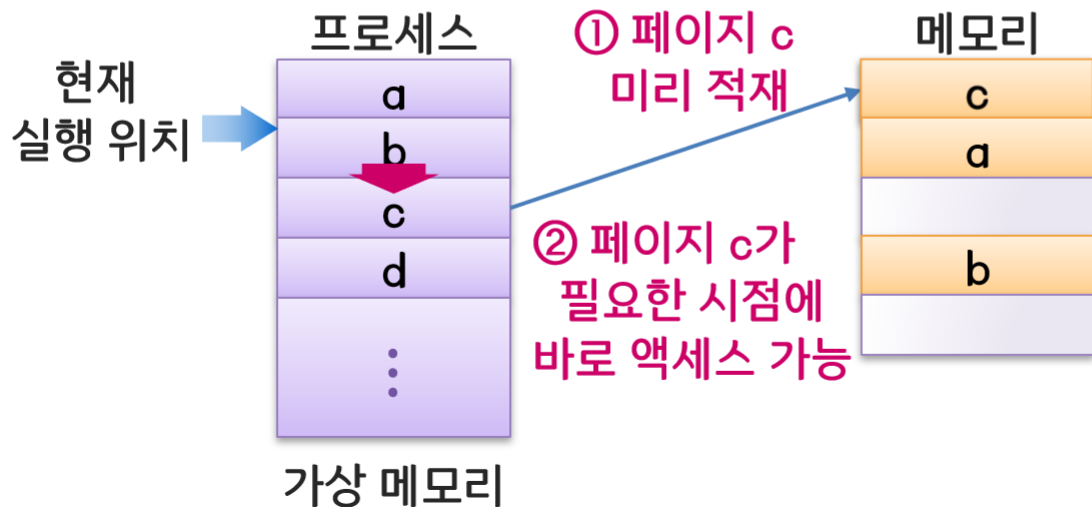 프로세스
① 페이지 c
미리 적재
메모리
현재
실행 위치
a
b
c
d
② 페이지 c가
필요한 시점에
바로 액세스 가능
c
a
b
가상 메모리